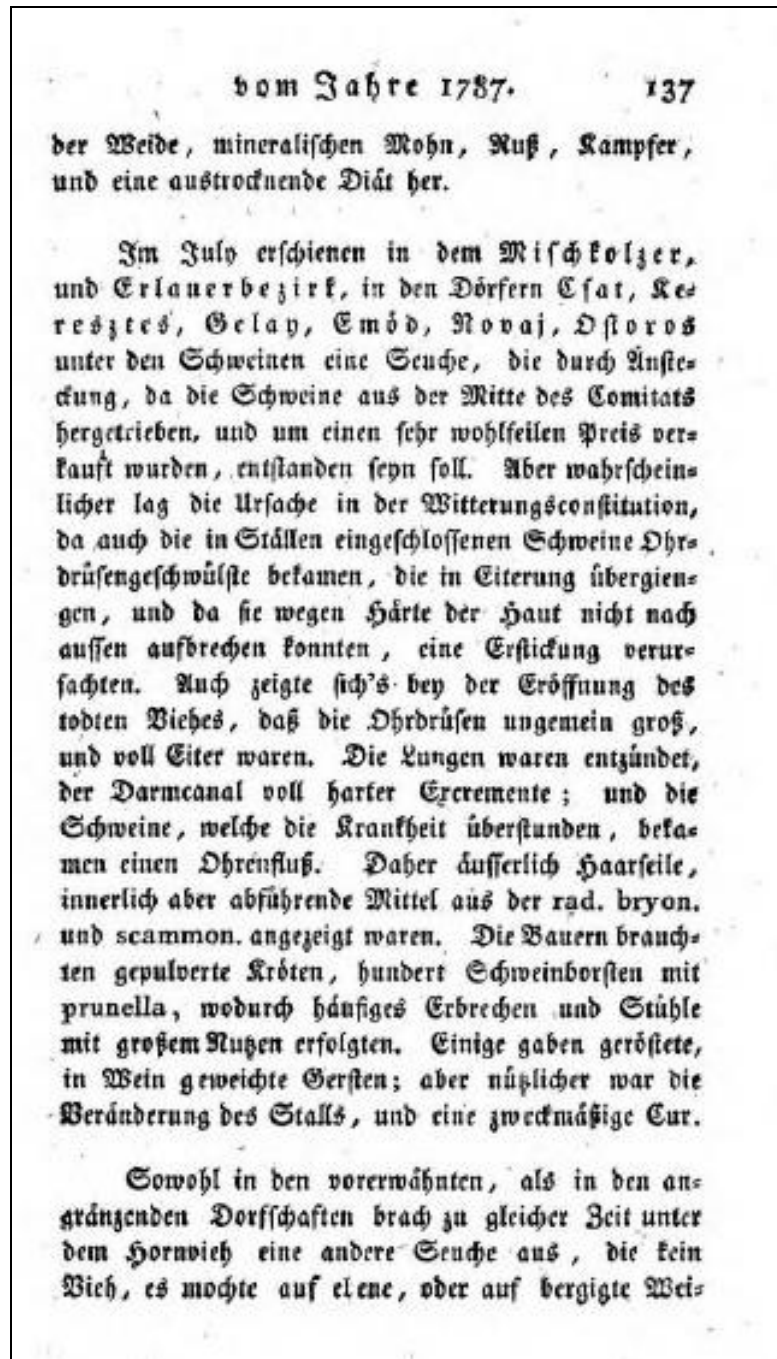 vom Jahre 1787. 137
der Weide, mineralischen Mohn, Ruß, Kampfer,
und eine austrocknende Diät her.
Im July erschienen in dem Mischkolzer,
und Erlauerbezirk, in den Dörfern Csat, Ke⸗
resztes, Gelay, Emöd, Novaj, Ostoros
unter den Schweinen eine Seuche, die durch Anste⸗
ckung, da die Schweine aus der Mitte des Comitats
hergetrieben, und um einen sehr wohlfeilen Preis ver⸗
kauft wurden, entstanden seyn soll. Aber wahrschein⸗
licher lag die Ursache in der Witterungsconstitution,
da auch die in Ställen eingeschlossenen Schweine Ohr⸗
drüsengeschwülste bekamen, die in Eiterung übergien⸗
gen, und da sie wegen Härte der Haut nicht nach
aussen aufbrechen konnten, eine Erstickung verur⸗
sachten. Auch zeigte sich's bey der Eröffnung des
todten Viehes, daß die Ohrdrüsen ungemein groß,
und voll Eiter waren. Die Lungen waren entzündet,
der Darmcanal voll harter Excremente; und die
Schweine, welche die Krankheit überstunden, beka⸗
men einen Ohrenfluß. Daher äusserlich Haarseile,
innerlich aber abführende Mittel aus der rad. bryon.
und scammon. angezeigt waren. Die Bauern brauch⸗
ten gepulverte Kröten, hundert Schweinborsten mit
prunella, wodurch häufiges Erbrechen und Stühle
mit großem Nutzen erfolgten. Einige gaben geröstete,
in Wein geweichte Gersten; aber nützlicher war die
Veränderung des Stalls, und eine zweckmäßige Cur.
Sowohl in den vorerwähnten, als in den an⸗
gränzenden Dorfschaften brach zu gleicher Zeit unter
dem Hornvieh eine andere Seuche aus, die kein
Vieh, es mochte auf elene, oder auf bergigte Wei⸗